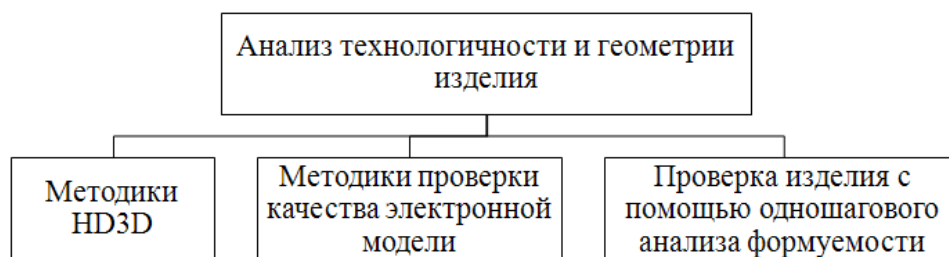 Анализ технологичности и геометрии
изделия
Методики
HD3D
Методики проверки
качества электронной
модели
Проверка изделия с
помощью одношагового
анализа формуемости